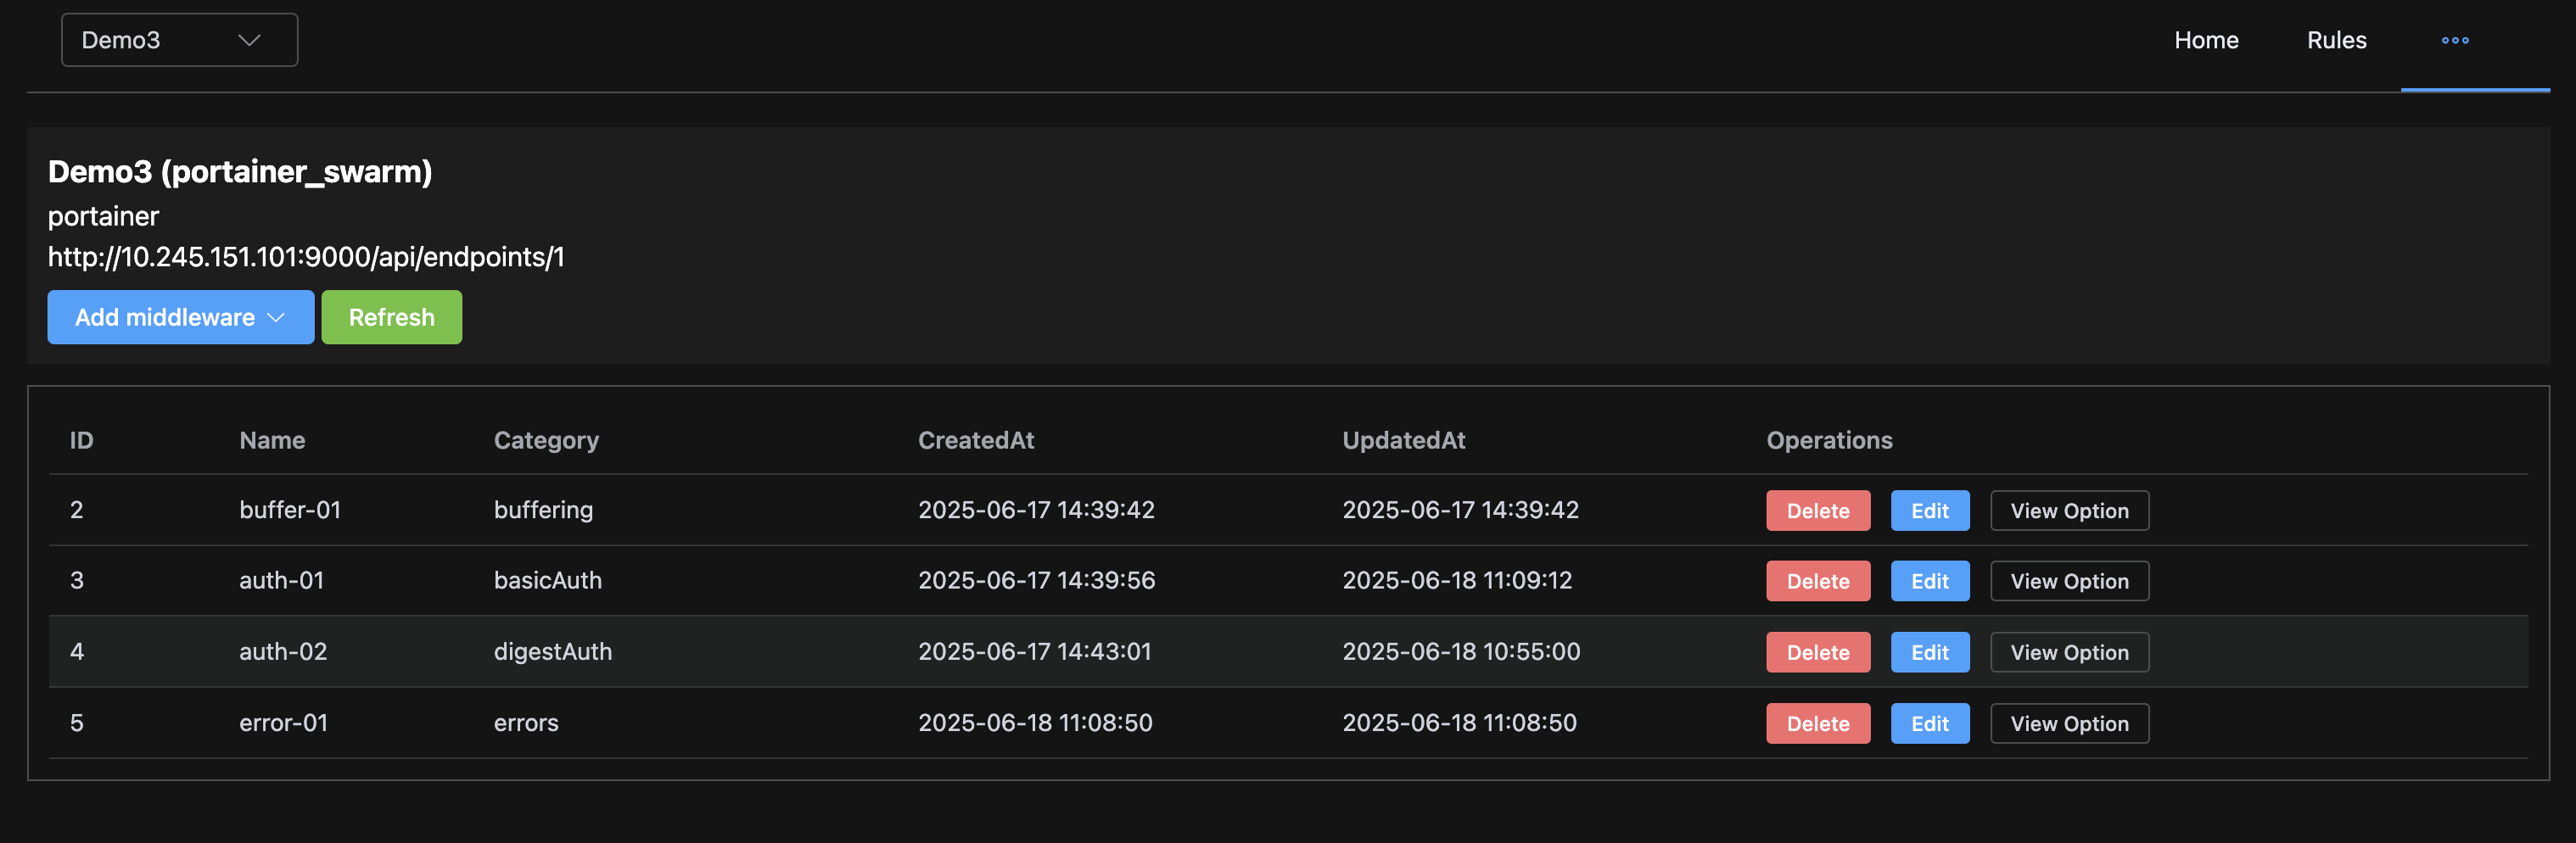 Demo3 Home Rules
Demo3 (portainer_swarm)
portainer
http://10.245.151.101:9000/api/endpoints/1
Add middleware Refresh
ID Name Category CreatedAt UpdatedAt Operations
2 buffer-01 buffering 2025-06-17 14:39:42 2025-06-17 14:39:42 Delete Edit View Option
3 auth-01 basicAuth 2025-06-17 14:39:56 2025-06-18 11:09:12 Delete Edit View Option
4 auth-02 digestAuth 2025-06-17 14:43:01 2025-06-18 10:55:00 Delete Edit View Option
5 error-01 errors 2025-06-18 11:08:50 2025-06-18 11:08:50 Delete Edit View Option